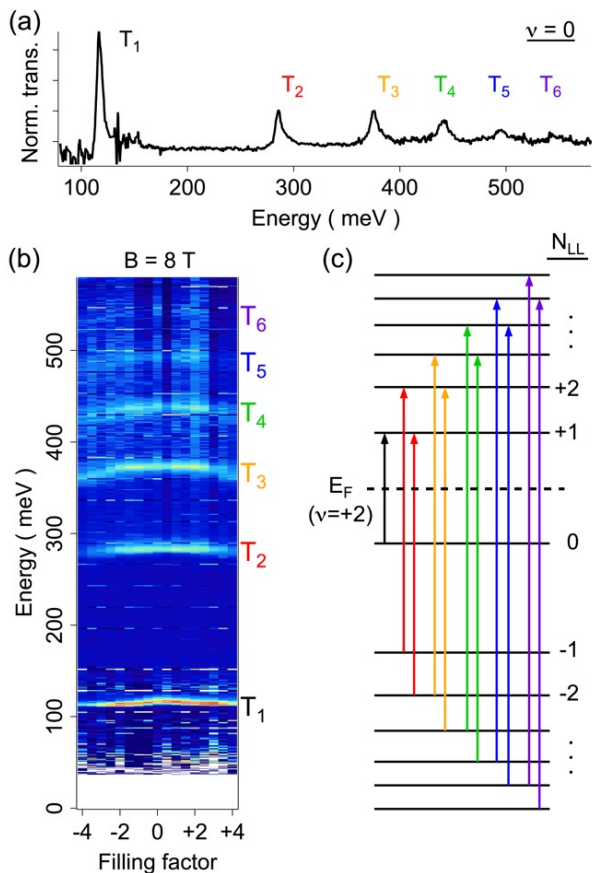 (a)
T1
ν = 0
T2 T3 T4 T5 T6
Norm. trans.
100 200 300 400 500
Energy ( meV )
(b)
B = 8 T
T6
T5
T4
T3
T2
T1
Energy ( meV )
500
400
300
200
100
0
-4 -2 0 +2 +4
Filling factor
(c)
NLL
⋮
+2
+1
EF
(ν=+2)
0
-1
-2
⋮